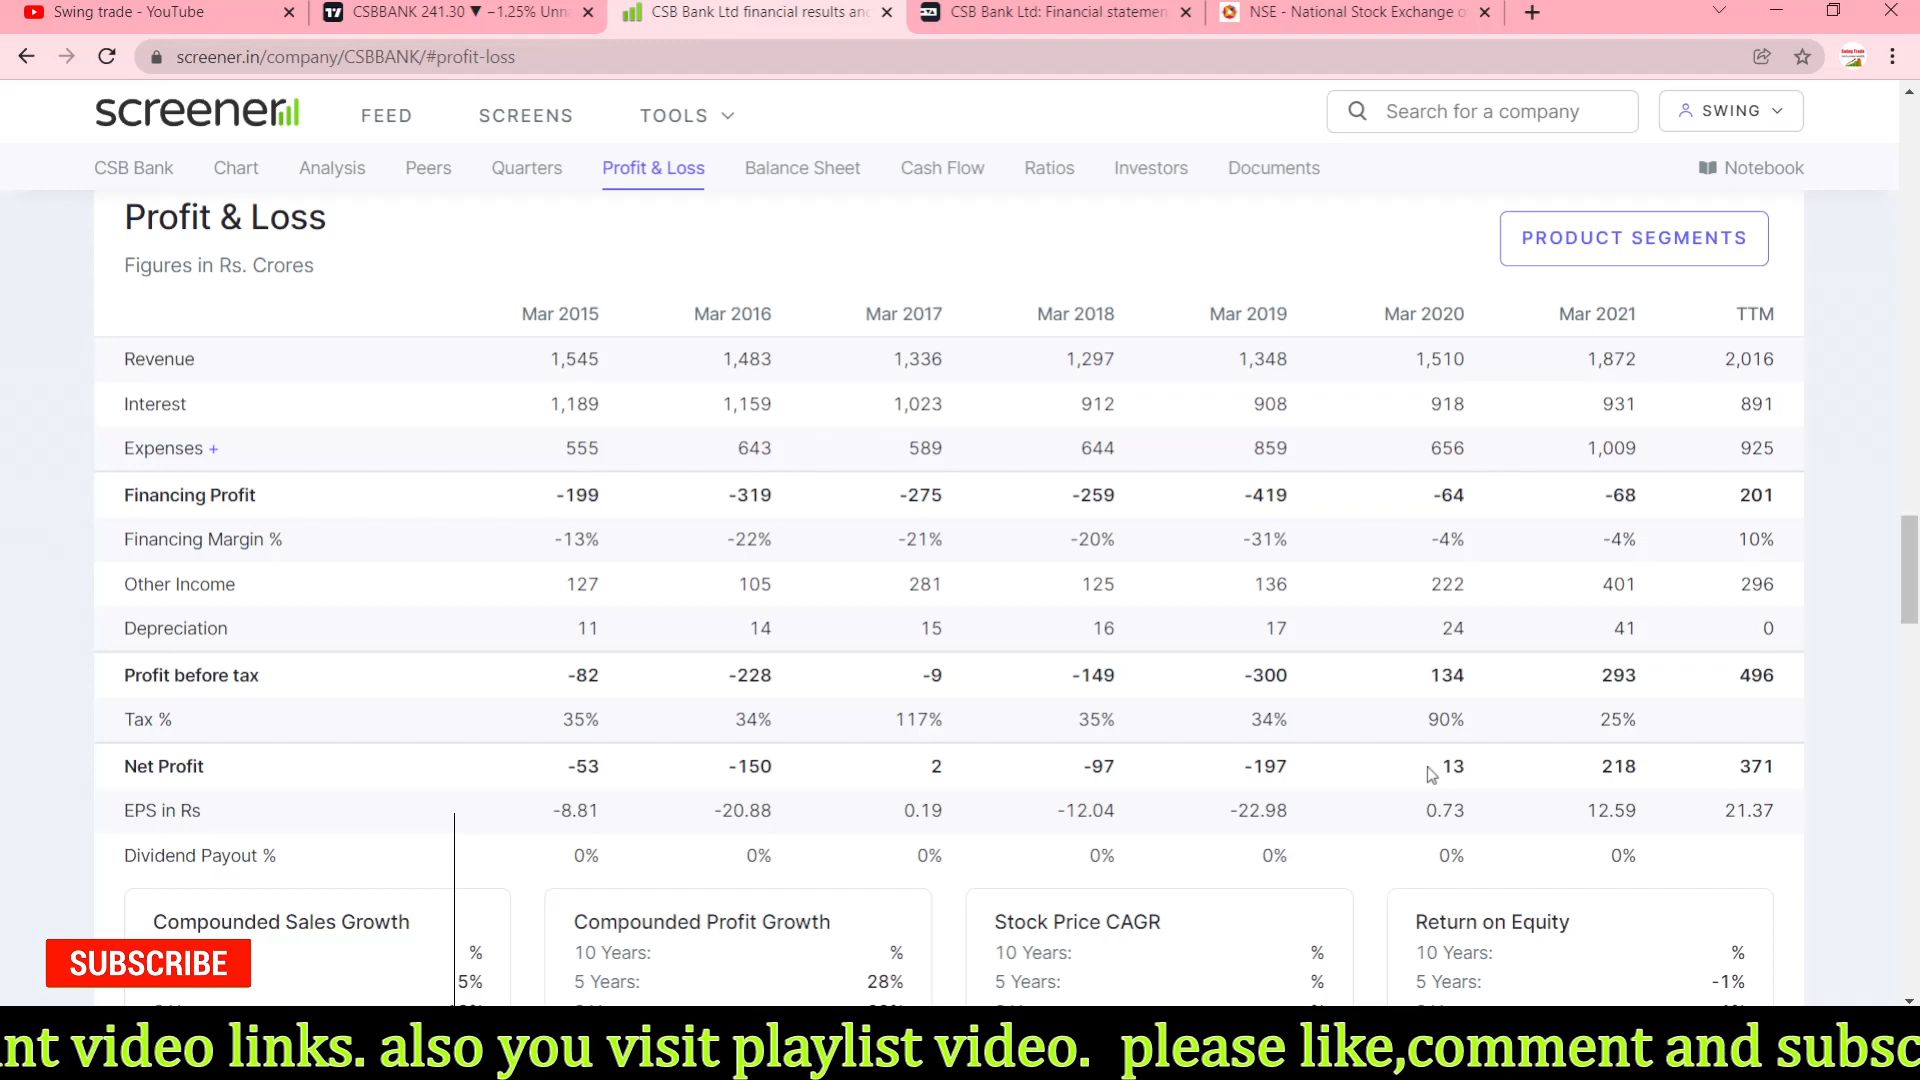 Swing trade - YouTube
CSBBANK 241.30 ▼ −1.25% Unn
CSB Bank Ltd financial results and
CSB Bank Ltd: Financial statemen
NSE - National Stock Exchange o
screener.in/company/CSBBANK/#profit-loss
screener FEED SCREENS TOOLS Search for a company SWING
CSB Bank Chart Analysis Peers Quarters Profit & Loss Balance Sheet Cash Flow Ratios Investors Documents Notebook
Profit & Loss
PRODUCT SEGMENTS
Figures in Rs. Crores
Mar 2015 Mar 2016 Mar 2017 Mar 2018 Mar 2019 Mar 2020 Mar 2021 TTM
Revenue 1,545 1,483 1,336 1,297 1,348 1,510 1,872 2,016
Interest 1,189 1,159 1,023 912 908 918 931 891
Expenses + 555 643 589 644 859 656 1,009 925
Financing Profit -199 -319 -275 -259 -419 -64 -68 201
Financing Margin % -13% -22% -21% -20% -31% -4% -4% 10%
Other Income 127 105 281 125 136 222 401 296
Depreciation 11 14 15 16 17 24 41 0
Profit before tax -82 -228 -9 -149 -300 134 293 496
Tax % 35% 34% 117% 35% 34% 90% 25%
Net Profit -53 -150 2 -97 -197 13 218 371
EPS in Rs -8.81 -20.88 0.19 -12.04 -22.98 0.73 12.59 21.37
Dividend Payout % 0% 0% 0% 0% 0% 0% 0%
Compounded Sales Growth Compounded Profit Growth Stock Price CAGR Return on Equity
% 10 Years: % 10 Years: % 10 Years: %
5% 5 Years: 28% 5 Years: % 5 Years: -1%
SUBSCRIBE
nt video links. also you visit playlist video. please like,comment and subsc